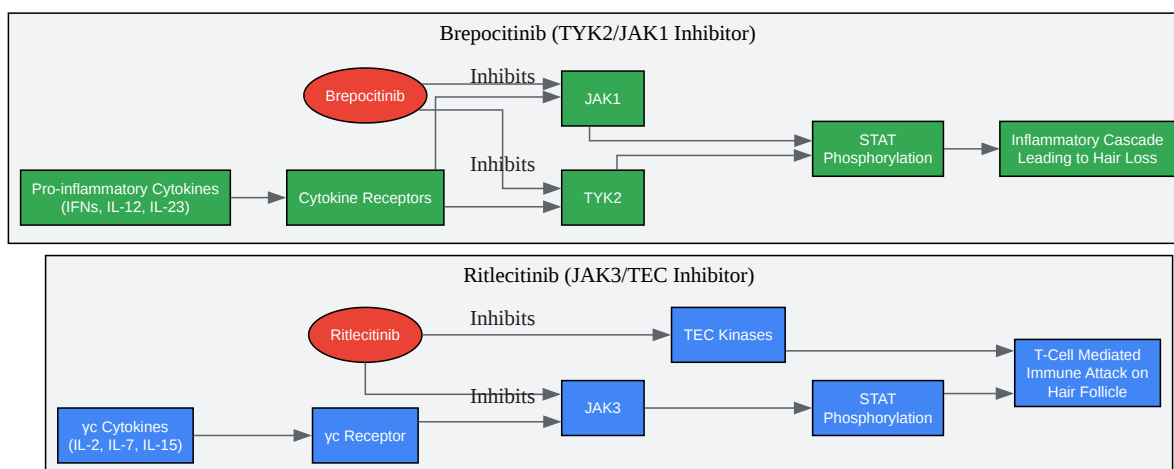 Brepocitinib (TYK2/JAK1 Inhibitor)
Brepocitinib
Inhibits
JAK1
Inhibits
TYK2
Pro-inflammatory Cytokines
(IFNs, IL-12, IL-23)
Cytokine Receptors
STAT
Phosphorylation
Inflammatory Cascade
Leading to Hair Loss
Ritlecitinib (JAK3/TEC Inhibitor)
Ritlecitinib
Inhibits
TEC Kinases
Inhibits
JAK3
γc Cytokines
(IL-2, IL-7, IL-15)
γc Receptor
STAT
Phosphorylation
T-Cell Mediated
Immune Attack on
Hair Follicle